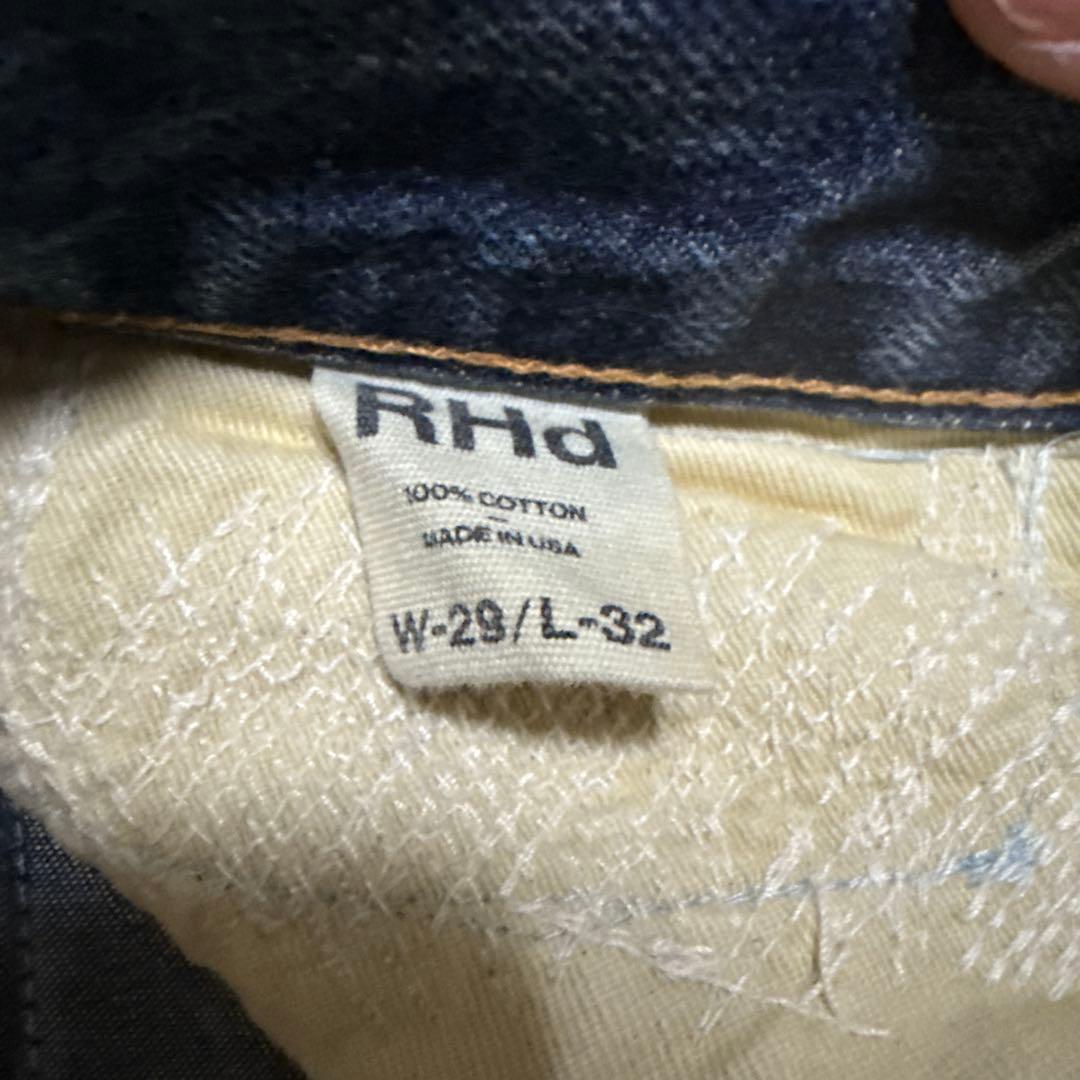 RHd
100% COTTON
–
MADE IN USA
W-29/L-32